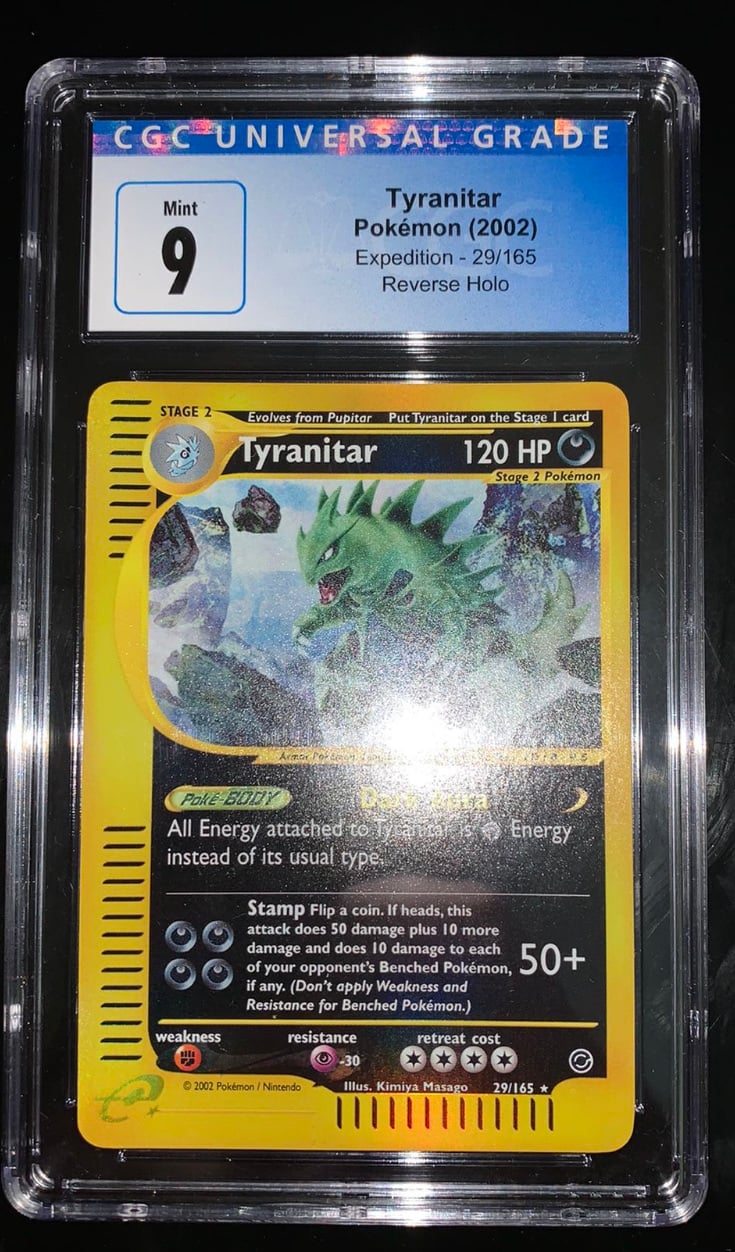 CGC UNIVERSAL GRADE
Mint
9
Tyranitar
Pokémon (2002)
Expedition - 29/165
Reverse Holo
STAGE 2
Evolves from Pupitar Put Tyranitar on the Stage 1 card
Tyranitar 120 HP
Stage 2 Pokémon
Armor Pokémon
Poké-BODY Dark Aura
All Energy attached to Tyranitar is Energy
instead of its usual type.
Stamp Flip a coin. If heads, this
attack does 50 damage plus 10 more
damage and does 10 damage to each
of your opponent's Benched Pokémon,
if any. (Don't apply Weakness and
Resistance for Benched Pokémon.)
50+
weakness resistance retreat cost
-30
© 2002 Pokémon / Nintendo Illus. Kimiya Masago 29/165 ★
e